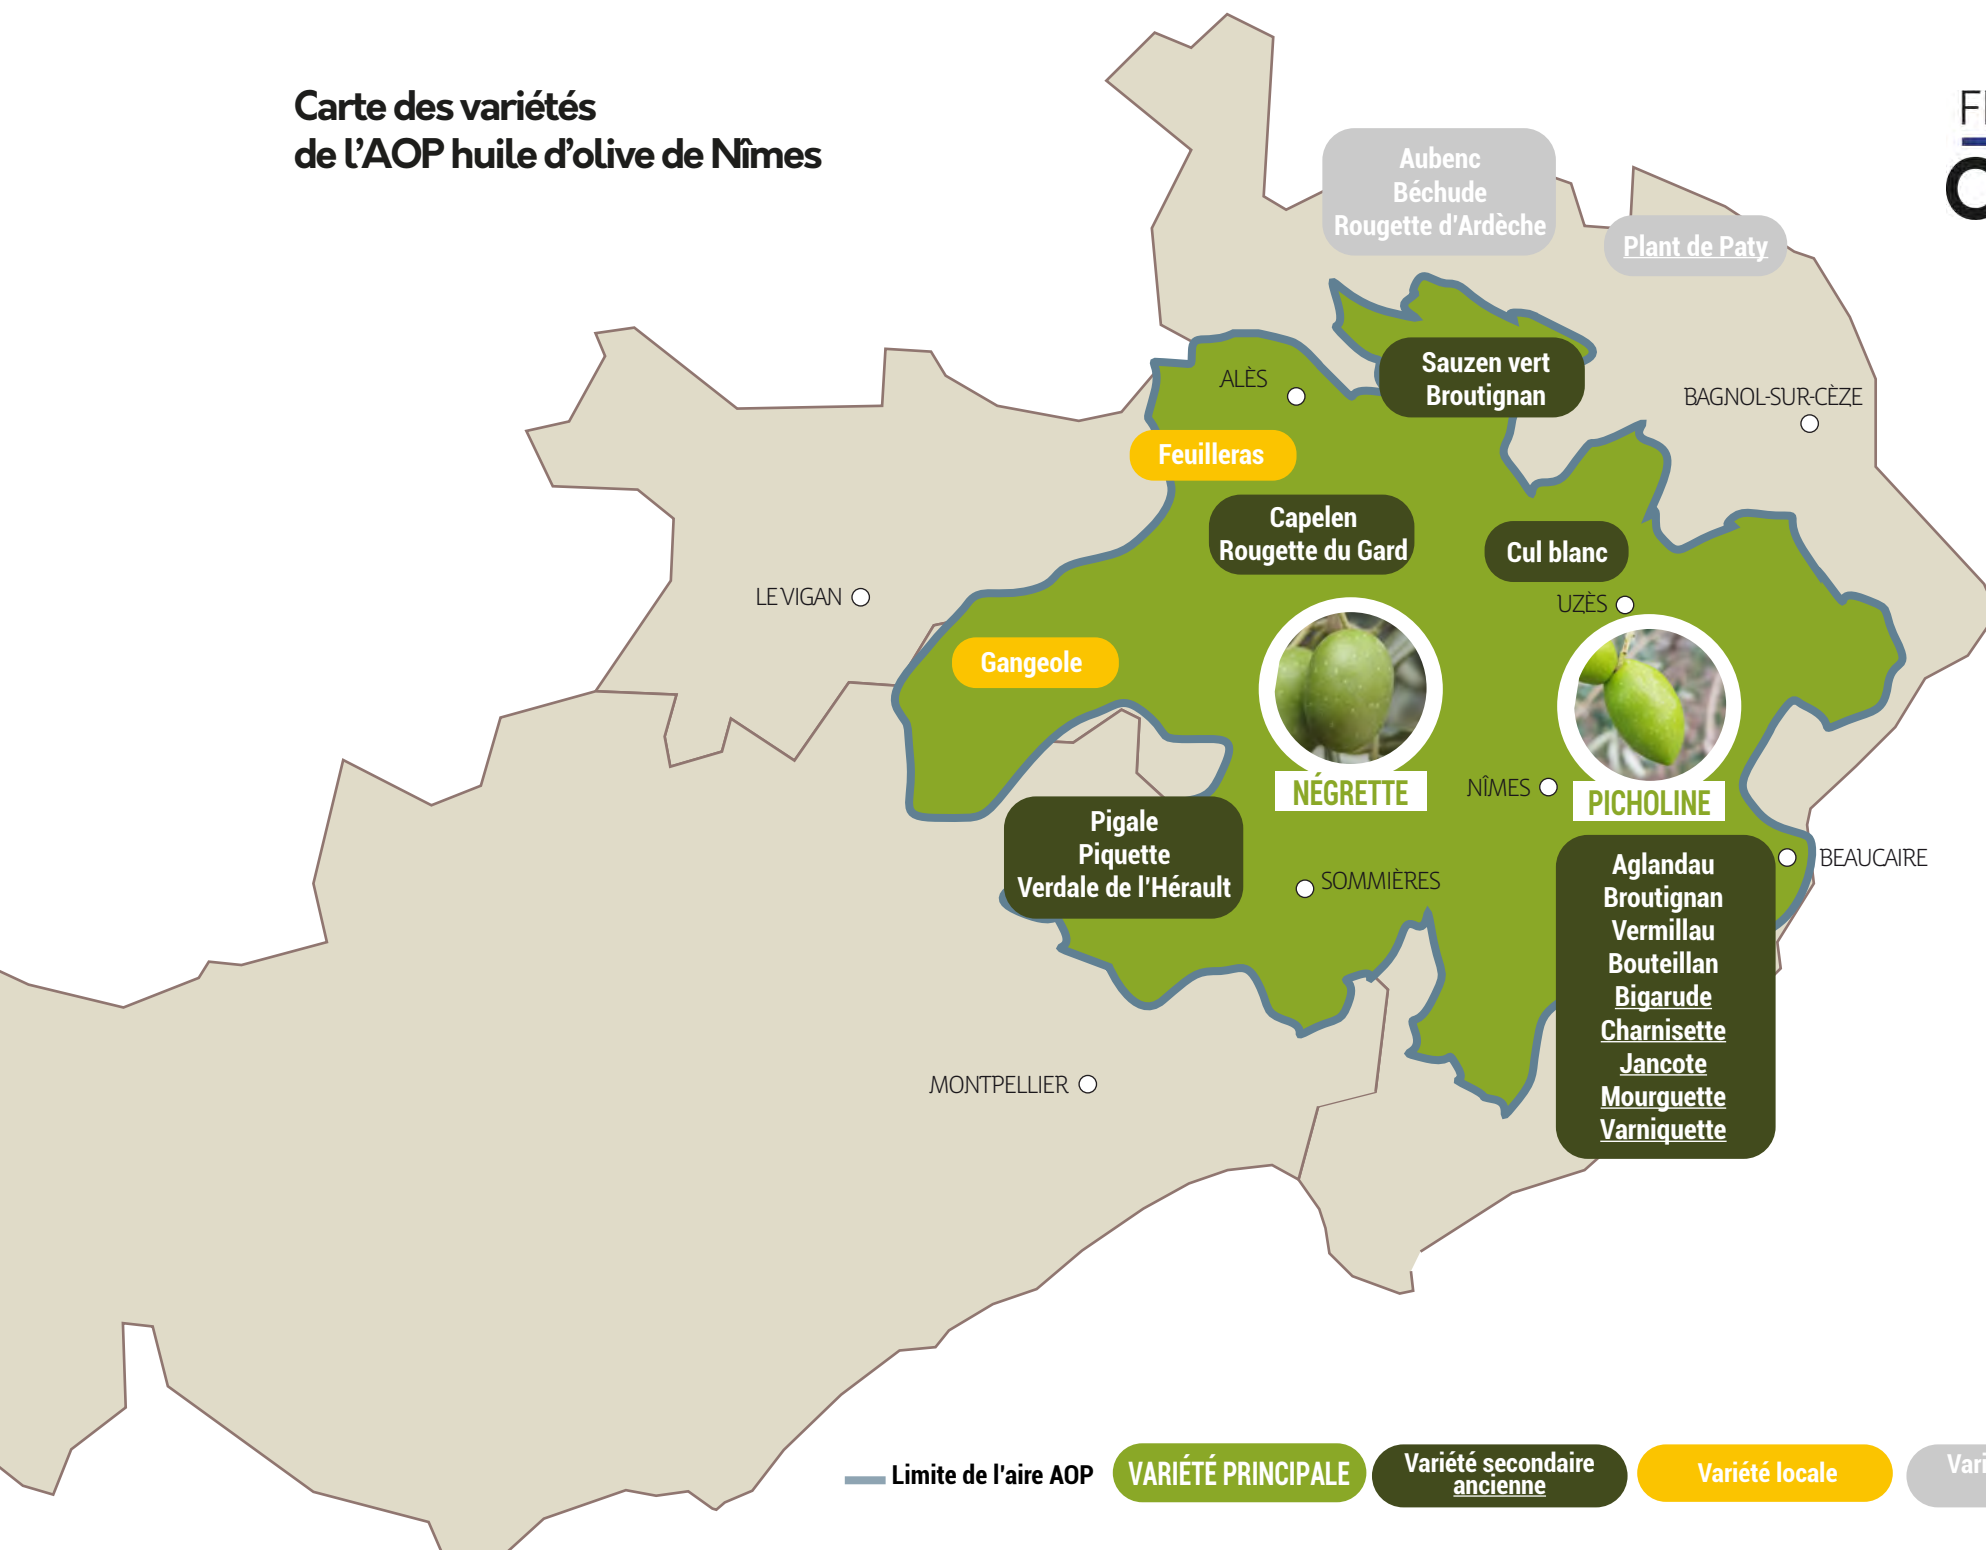 Carte des variétés
de l'AOP huile d'olive de Nîmes
Aubenc
Béchude
Rougette d'Ardèche
Plant de Paty
Sauzen vert
Broutignan
ALÈS
BAGNOL-SUR-CÈZE
Feuilleras
Capelen
Rougette du Gard
Cul blanc
LE VIGAN
UZÈS
Gangeole
NÉGRETTE
NÎMES
PICHOLINE
Pigale
Piquette
Verdale de l'Hérault
SOMMIÈRES
BEAUCAIRE
Aglandau
Broutignan
Vermillau
Bouteillan
Bigarude
Charnisette
Jancote
Mourguette
Varniquette
MONTPELLIER
Limite de l'aire AOP
VARIÉTÉ PRINCIPALE
Variété secondaire
ancienne
Variété locale